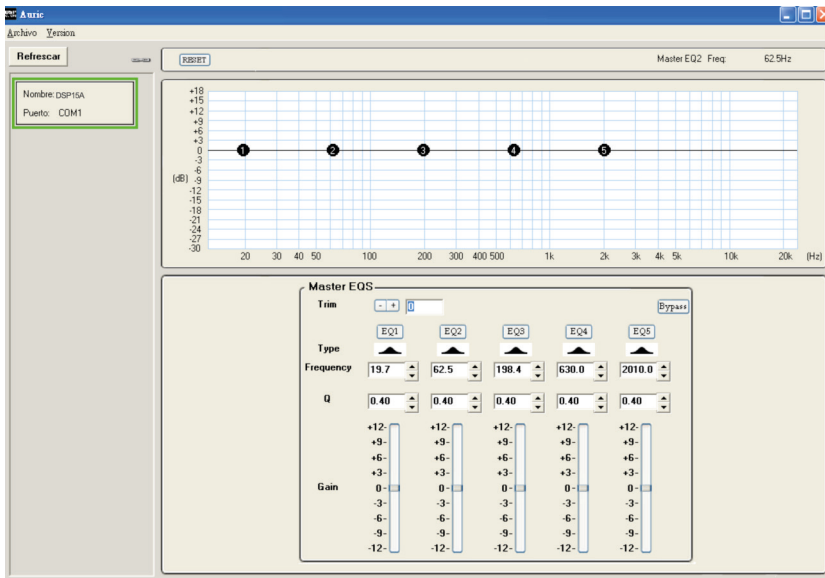 Auric
Archivo Version
Refrescar
RESET Master EQ2 Freq: 62.5Hz
Nombre: DSP15A
Puerto: COM1
+18
+15
+12
+9
+6
+3
0
-3
-6
(dB) -9
-12
-15
-18
-21
-24
-27
-30
1 2 3 4 5
20 30 40 50 100 200 300 400 500 1k 2k 3k 4k 5k 10k 20k (Hz)
Master EQS
Trim - + 0 Bypass
EQ1 EQ2 EQ3 EQ4 EQ5
Type
Frequency 19.7 62.5 198.4 630.0 2010.0
Q 0.40 0.40 0.40 0.40 0.40
+12- +12- +12- +12- +12-
+9- +9- +9- +9- +9-
+6- +6- +6- +6- +6-
+3- +3- +3- +3- +3-
Gain 0- 0- 0- 0- 0-
-3- -3- -3- -3- -3-
-6- -6- -6- -6- -6-
-9- -9- -9- -9- -9-
-12- -12- -12- -12- -12-